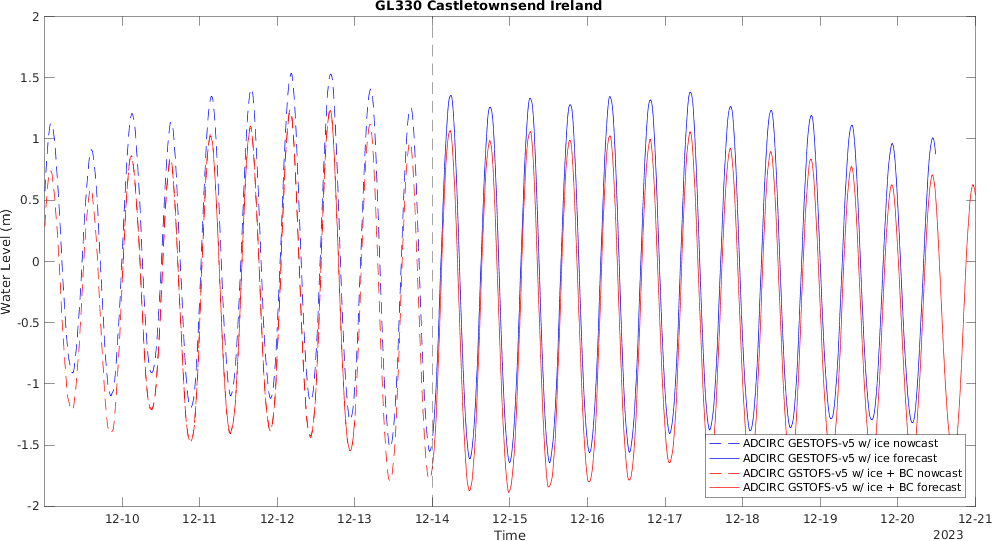 GL330 Castletownsend Ireland
2
1.5
1
0.5
0
-0.5
-1
-1.5
-2
Water Level (m)
ADCIRC GESTOFS-v5 w/ ice nowcast
ADCIRC GESTOFS-v5 w/ ice forecast
ADCIRC GSTOFS-v5 w/ ice + BC nowcast
ADCIRC GSTOFS-v5 w/ ice + BC forecast
12-10 12-11 12-12 12-13 12-14 12-15 12-16 12-17 12-18 12-19 12-20 12-21
Time
2023